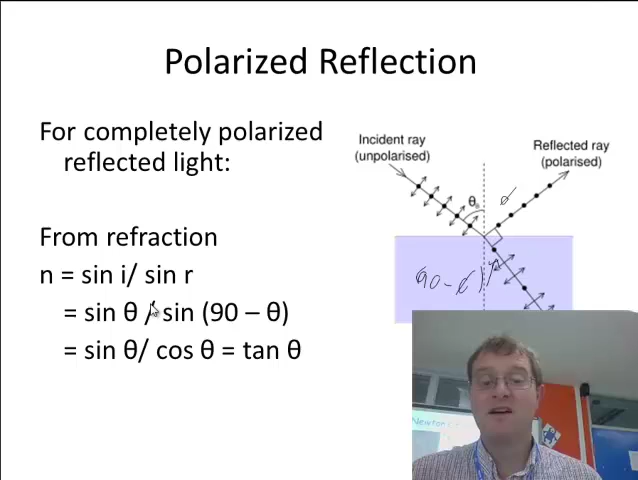 Polarized Reflection
For completely polarized
reflected light:
From refraction
n = sin i/ sin r
= sin θ / sin (90 – θ)
= sin θ/ cos θ = tan θ
Incident ray
(unpolarised)
Reflected ray
(polarised)
θ
90 -
Newton